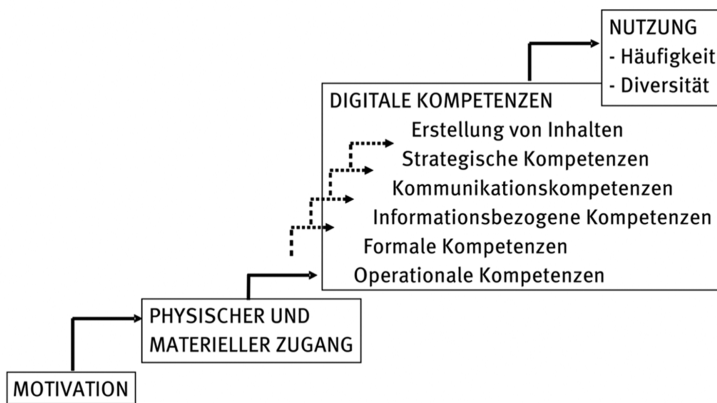 NUTZUNG
- Häufigkeit
- Diversität
DIGITALE KOMPETENZEN
Erstellung von Inhalten
Strategische Kompetenzen
Kommunikationskompetenzen
Informationsbezogene Kompetenzen
Formale Kompetenzen
Operationale Kompetenzen
PHYSISCHER UND
MATERIELLER ZUGANG
MOTIVATION